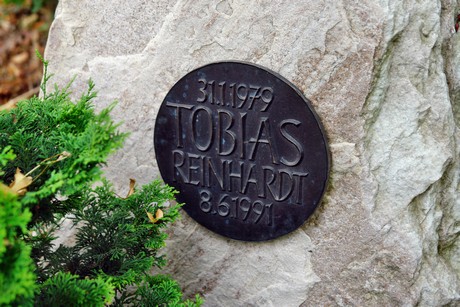 31.1.1979
TOBIAS
REINHARDT
8.6.1991